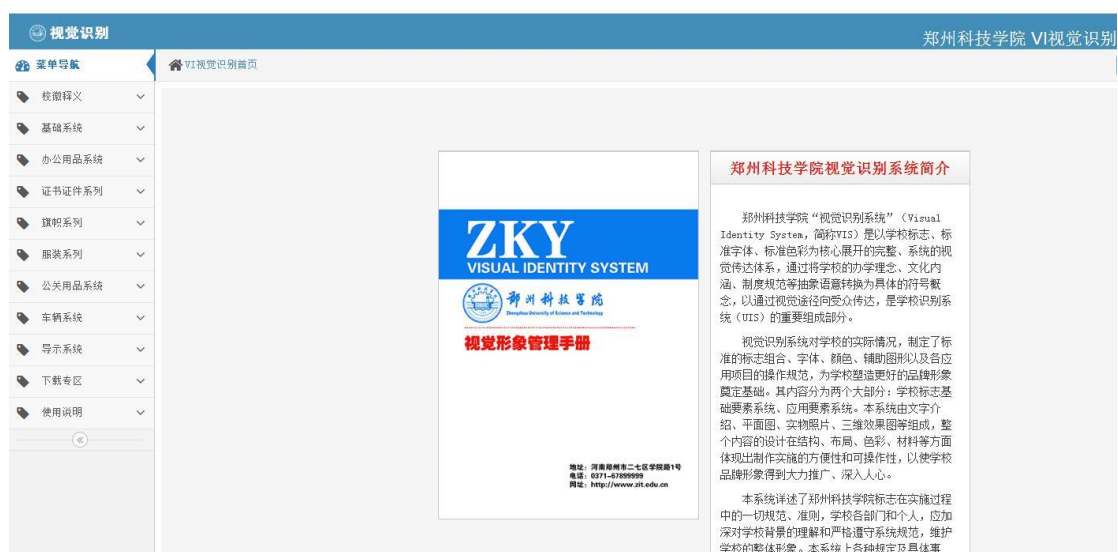 视觉识别
郑州科技学院 VI视觉识别
菜单导航
VI视觉识别首页
校徽释义
基础系统
办公用品系统
证书证件系列
旗帜系列
服装系列
公关用品系统
车辆系统
导示系统
下载专区
使用说明
ZKY
VISUAL IDENTITY SYSTEM
郑州科技学院
Zhengzhou University of Science and Technology
视觉形象管理手册
地址：河南郑州市二七区学院路1号
电话：0371-67899999
网址：http://www.zit.edu.cn
郑州科技学院视觉识别系统简介
郑州科技学院“视觉识别系统”（Visual
Identity System，简称VIS）是以学校标志、标
准字体、标准色彩为核心展开的完整、系统的视
觉传达体系，通过将学校的办学理念、文化内
涵、制度规范等抽象语意转换为具体的符号概
念，以通过视觉途径向受众传达，是学校识别系
统（UIS）的重要组成部分。
视觉识别系统对学校的实际情况，制定了标
准的标志组合、字体、颜色、辅助图形以及各应
用项目的操作规范，为学校塑造更好的品牌形象
奠定基础。其内容分为两个大部分：学校标志基
础要素系统、应用要素系统。本系统由文字介
绍、平面图、实物照片、三维效果图等组成，整
个内容的设计在结构、布局、色彩、材料等方面
体现出制作实施的方便性和可操作性，以使学校
品牌形象得到大力推广、深入人心。
本系统详述了郑州科技学院标志在实施过程
中的一切规范、准则，学校各部门和个人，应加
深对学校背景的理解和严格遵守系统规范，维护
学校的整体形象。本系统上各种规定及具体事